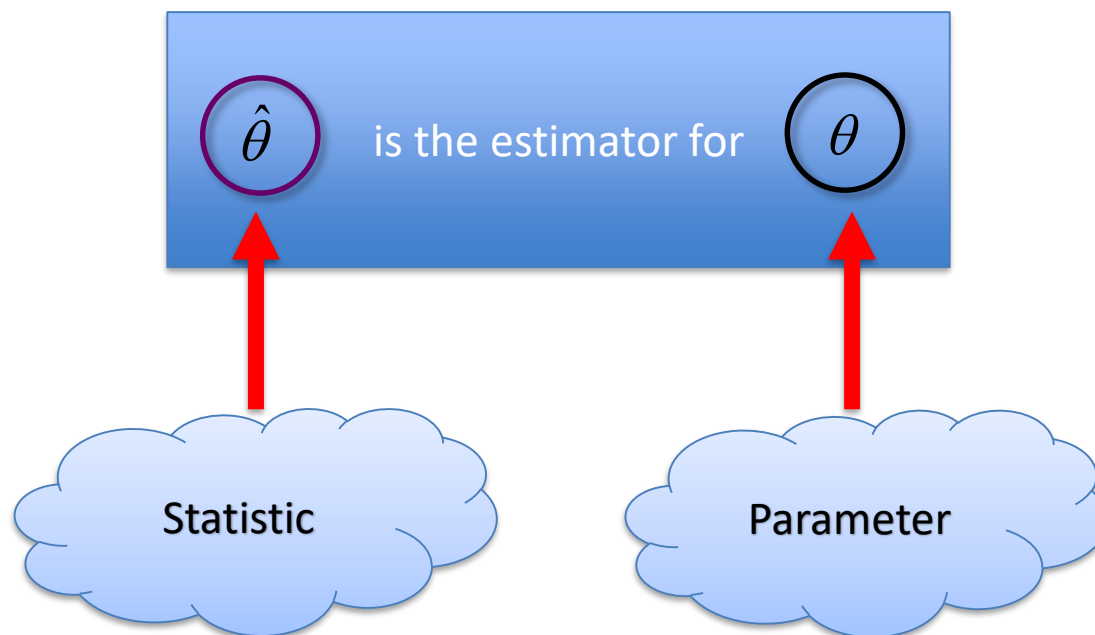 θ̂ is the estimator for θ
Statistic
Parameter